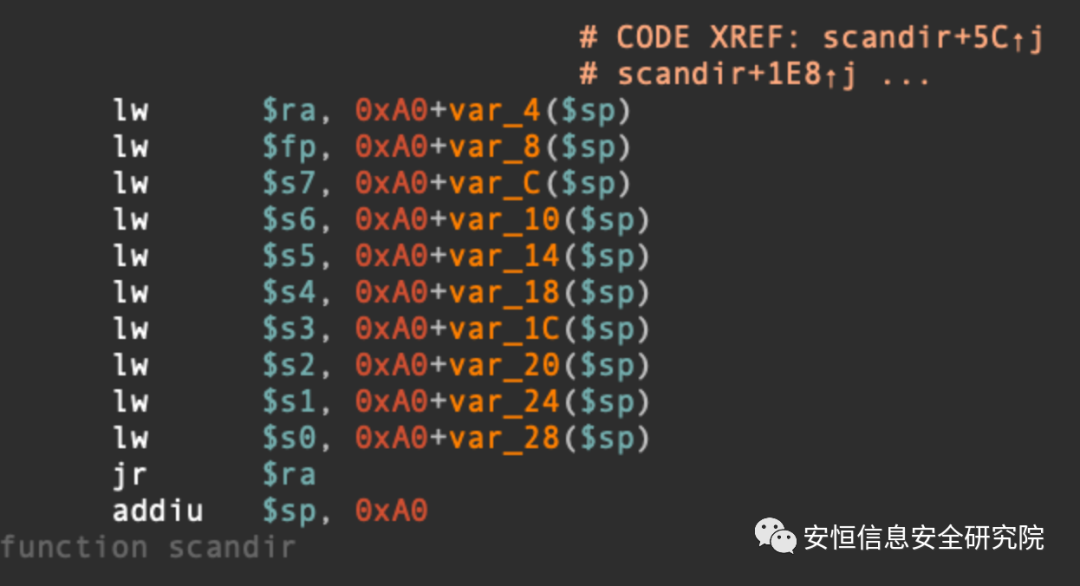 # CODE XREF: scandir+5C↑j
# scandir+1E8↑j ...
lw $ra, 0xA0+var_4($sp)
lw $fp, 0xA0+var_8($sp)
lw $s7, 0xA0+var_C($sp)
lw $s6, 0xA0+var_10($sp)
lw $s5, 0xA0+var_14($sp)
lw $s4, 0xA0+var_18($sp)
lw $s3, 0xA0+var_1C($sp)
lw $s2, 0xA0+var_20($sp)
lw $s1, 0xA0+var_24($sp)
lw $s0, 0xA0+var_28($sp)
jr $ra
addiu $sp, 0xA0
function scandir
安恒信息安全研究院